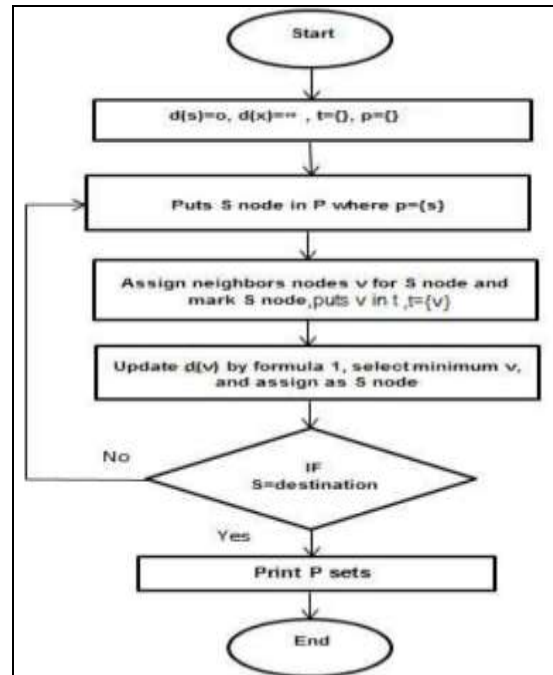 Start
d(s)=o, d(x)=∞ , t={}, p={}
Puts S node in P where p={s}
Assign neighbors nodes v for S node and
mark S node,puts v in t ,t={v}
Update d(v) by formula 1, select minimum v,
and assign as S node
No
IF
S=destination
Yes
Print P sets
End